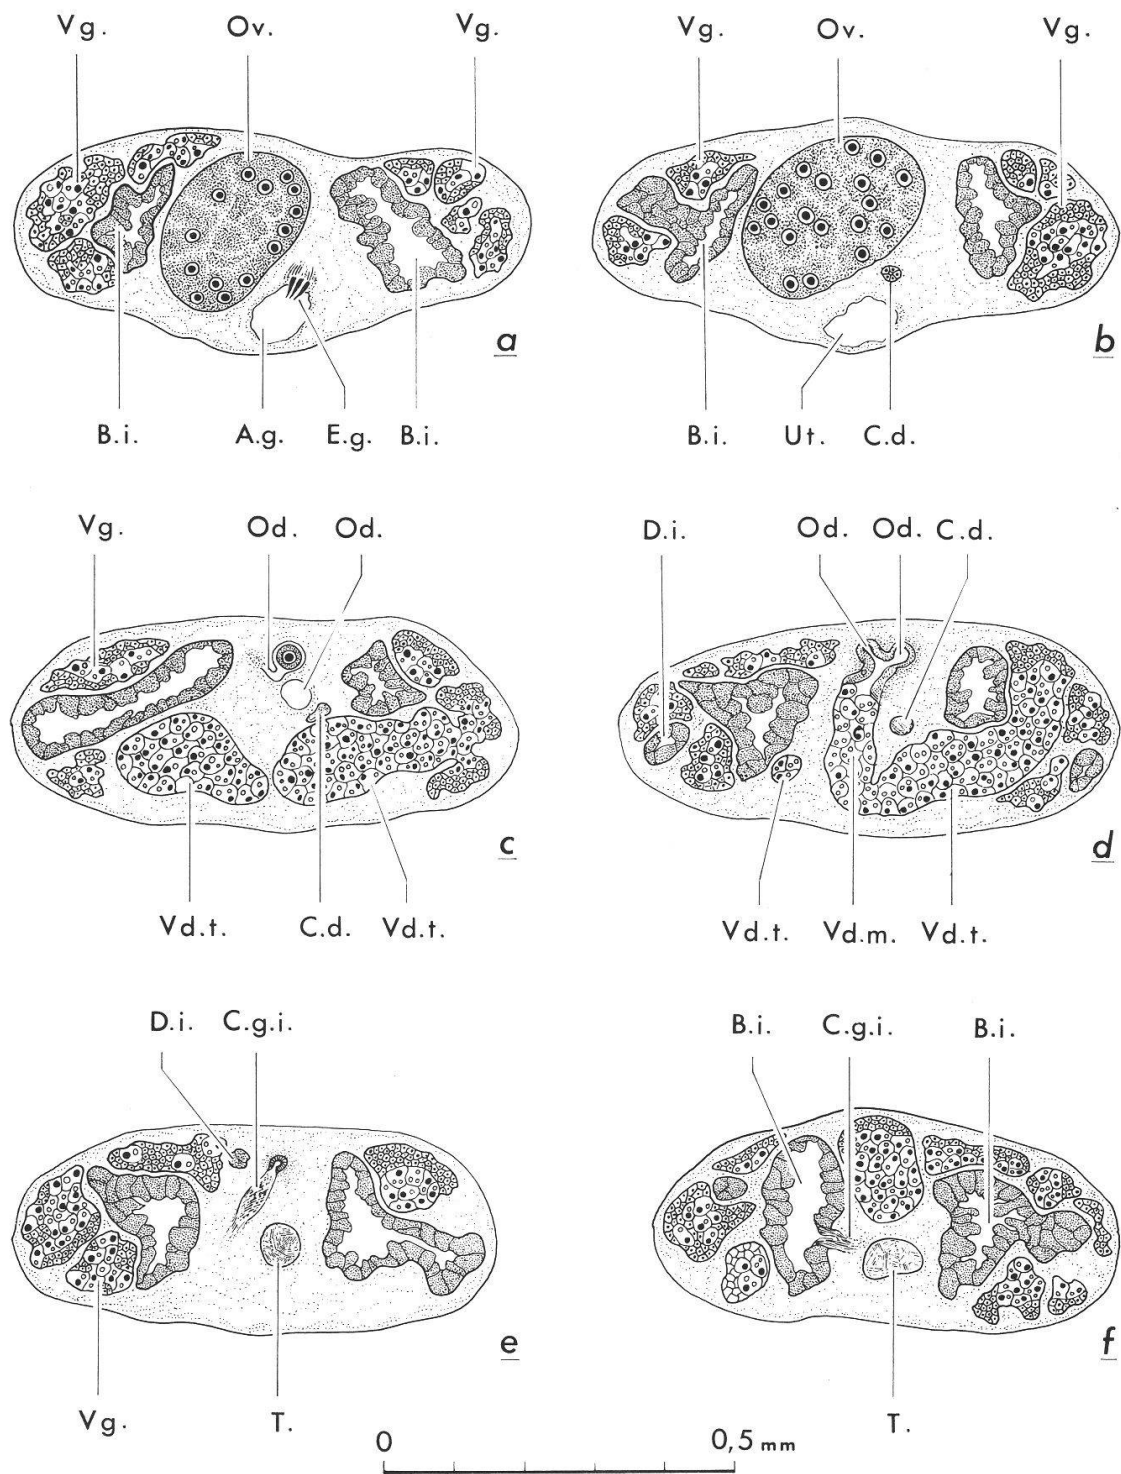 Vg. Ov. Vg. Vg. Ov. Vg.
a b
B.i. A.g. E.g. B.i. B.i. Ut. C.d.
Vg. Od. Od. D.i. Od. Od. C.d.
c d
Vd.t. C.d. Vd.t. Vd.t. Vd.m. Vd.t.
D.i. C.g.i. B.i. C.g.i. B.i.
e f
Vg. T. T.
0 0,5 mm